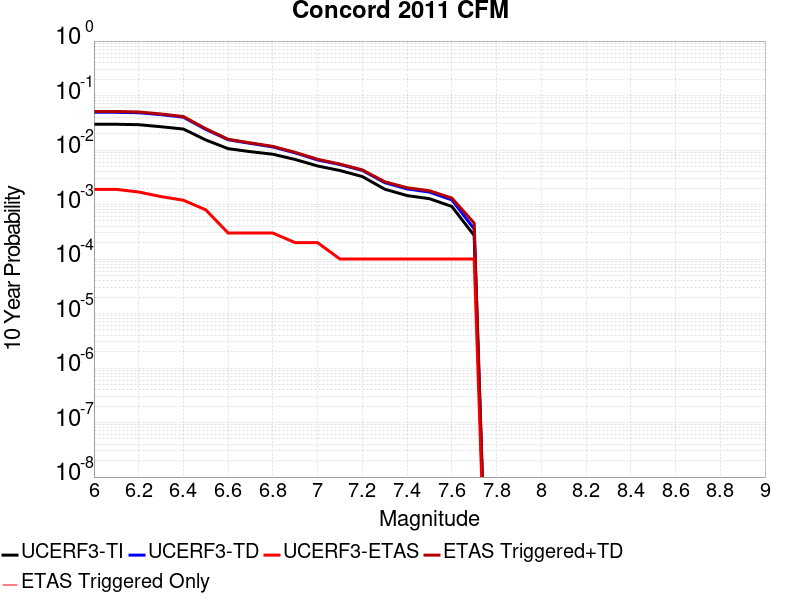 Concord 2011 CFM
10^0
10^-1
10^-2
10^-3
10^-4
10^-5
10^-6
10^-7
10^-8
10 Year Probability
6 6.2 6.4 6.6 6.8 7 7.2 7.4 7.6 7.8 8 8.2 8.4 8.6 8.8 9
Magnitude
UCERF3-TI UCERF3-TD UCERF3-ETAS ETAS Triggered+TD
ETAS Triggered Only